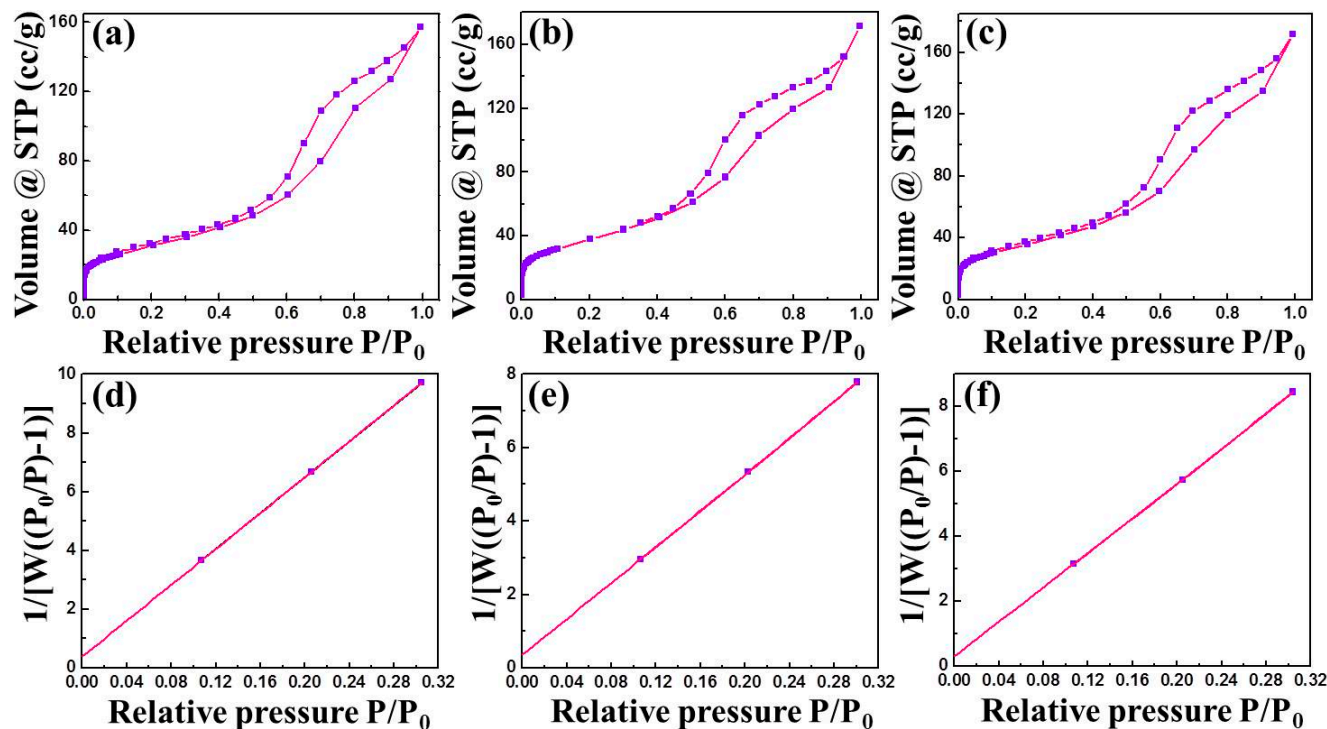 (a)
Volume @ STP (cc/g)
160
120
80
40
0
0.0 0.2 0.4 0.6 0.8 1.0
Relative pressure P/P₀
(b)
Volume @ STP (cc/g)
160
120
80
40
0
0.0 0.2 0.4 0.6 0.8 1.0
Relative pressure P/P₀
(c)
Volume @ STP (cc/g)
160
120
80
40
0
0.0 0.2 0.4 0.6 0.8 1.0
Relative pressure P/P₀
(d)
1/[W((P₀/P)-1)]
10
8
6
4
2
0
0.00 0.04 0.08 0.12 0.16 0.20 0.24 0.28 0.32
Relative pressure P/P₀
(e)
1/[W((P₀/P)-1)]
8
6
4
2
0
0.00 0.04 0.08 0.12 0.16 0.20 0.24 0.28 0.32
Relative pressure P/P₀
(f)
1/[W((P₀/P)-1)]
8
6
4
2
0
0.00 0.04 0.08 0.12 0.16 0.20 0.24 0.28 0.32
Relative pressure P/P₀